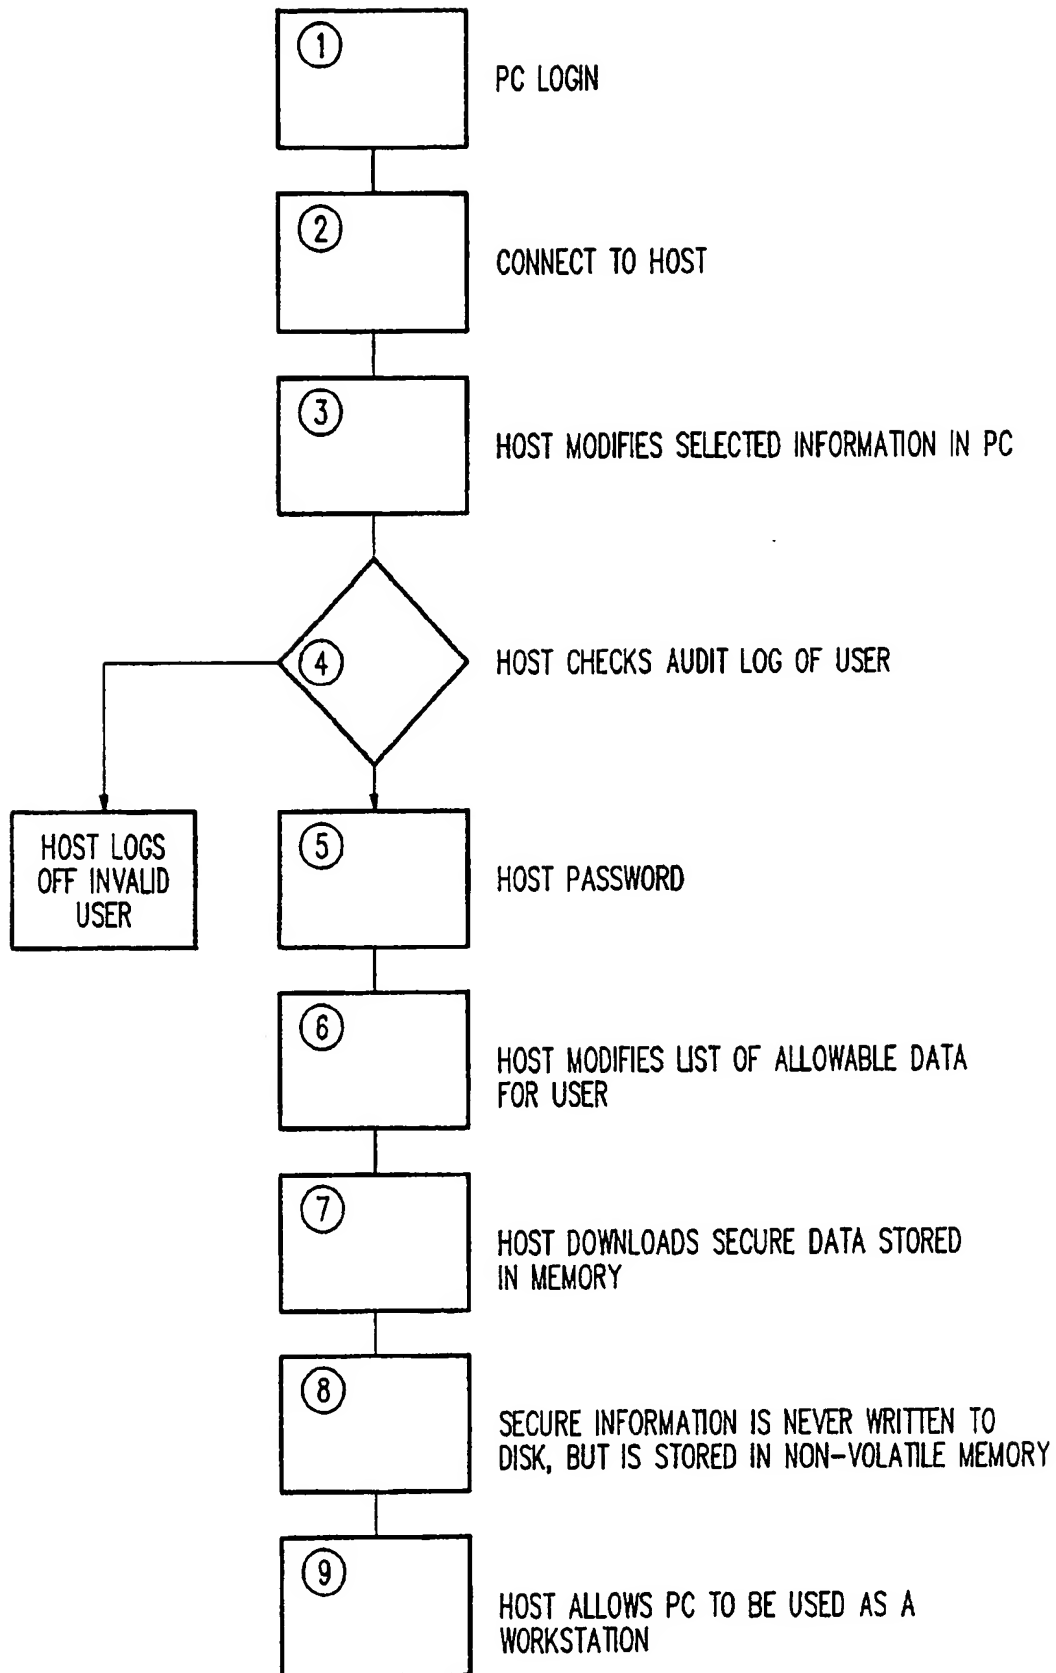 1
PC LOGIN
2
CONNECT TO HOST
3
HOST MODIFIES SELECTED INFORMATION IN PC
4
HOST CHECKS AUDIT LOG OF USER
HOST LOGS
OFF INVALID
USER
5
HOST PASSWORD
6
HOST MODIFIES LIST OF ALLOWABLE DATA
FOR USER
7
HOST DOWNLOADS SECURE DATA STORED
IN MEMORY
8
SECURE INFORMATION IS NEVER WRITTEN TO
DISK, BUT IS STORED IN NON-VOLATILE MEMORY
9
HOST ALLOWS PC TO BE USED AS A
WORKSTATION